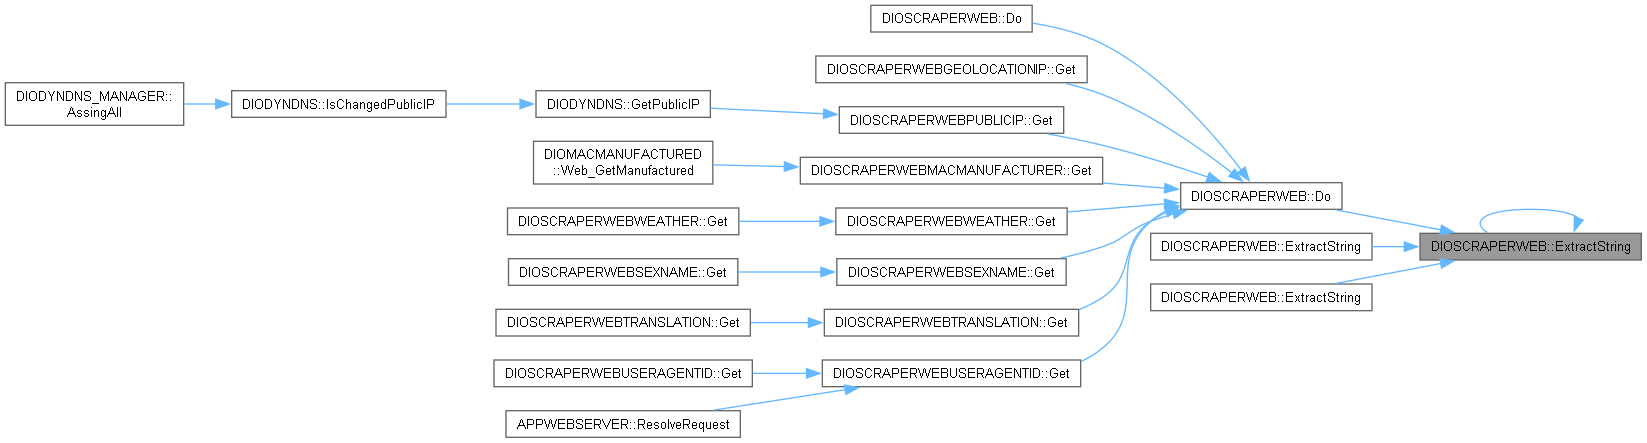 DIOSCRAPERWEB::Do
DIOSCRAPERWEBGEOLOCATIONIP::Get
DIODYNDNS_MANAGER::
AssingAll
DIODYNDNS::IsChangedPublicIP
DIODYNDNS::GetPublicIP
DIOSCRAPERWEBPUBLICIP::Get
DIOMACMANUFACTURED
::Web_GetManufactured
DIOSCRAPERWEBMACMANUFACTURER::Get
DIOSCRAPERWEB::Do
DIOSCRAPERWEBWEATHER::Get
DIOSCRAPERWEBWEATHER::Get
DIOSCRAPERWEB::ExtractString
DIOSCRAPERWEB::ExtractString
DIOSCRAPERWEBSEXNAME::Get
DIOSCRAPERWEBSEXNAME::Get
DIOSCRAPERWEB::ExtractString
DIOSCRAPERWEBTRANSLATION::Get
DIOSCRAPERWEBTRANSLATION::Get
DIOSCRAPERWEBUSERAGENTID::Get
DIOSCRAPERWEBUSERAGENTID::Get
APPWEBSERVER::ResolveRequest